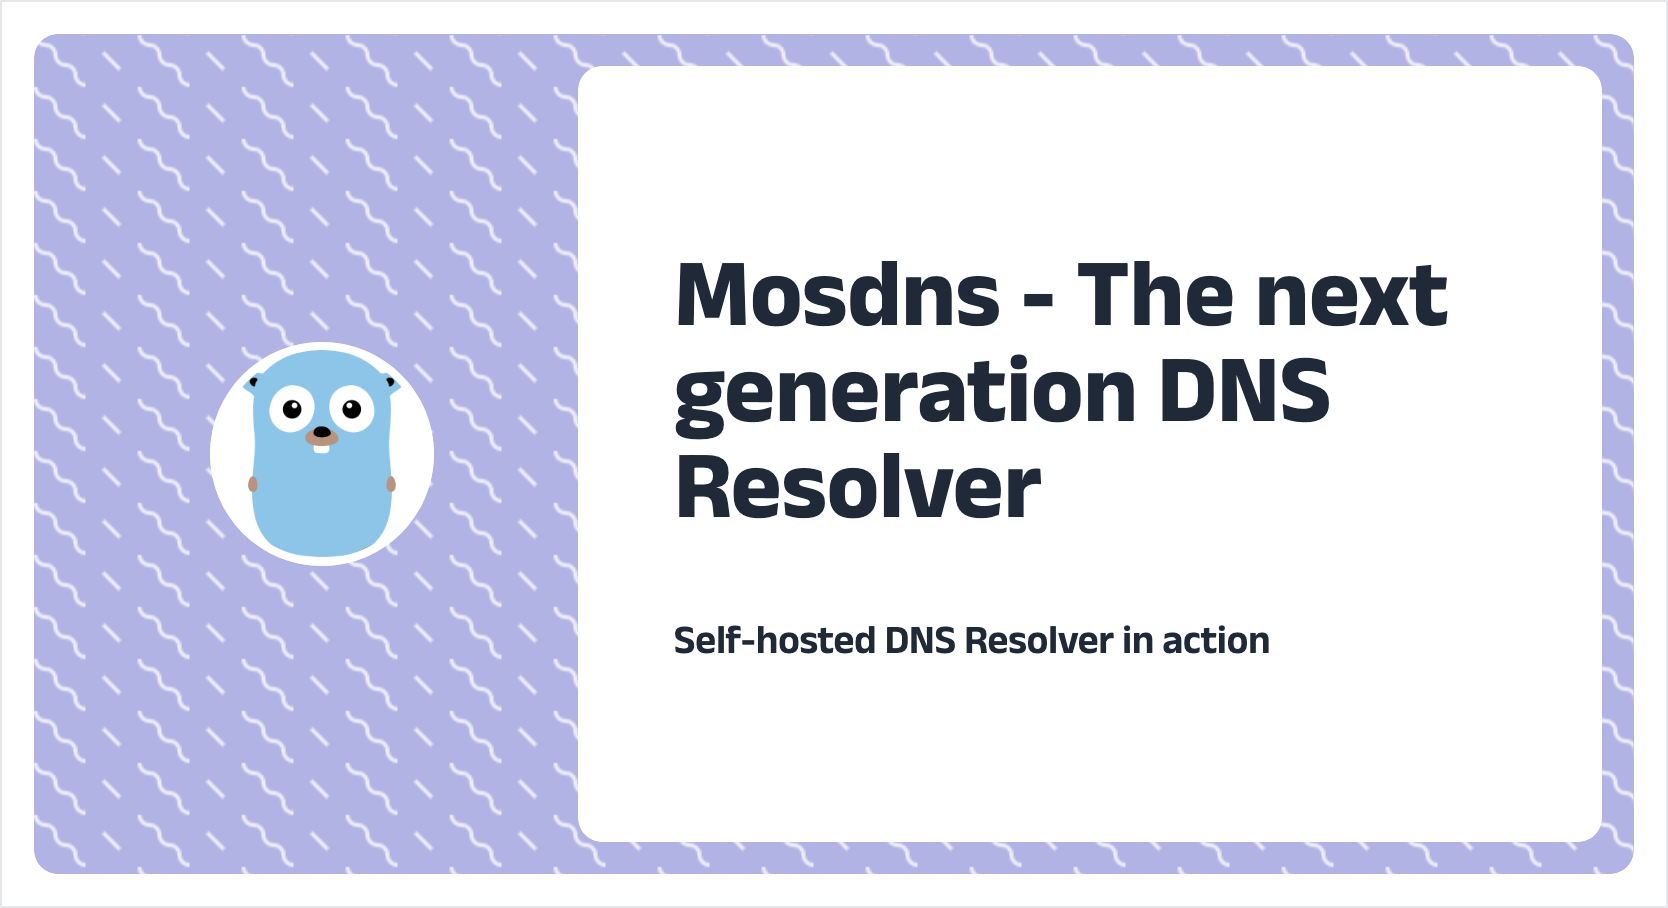 Mosdns - The next
generation DNS
Resolver
Self-hosted DNS Resolver in action